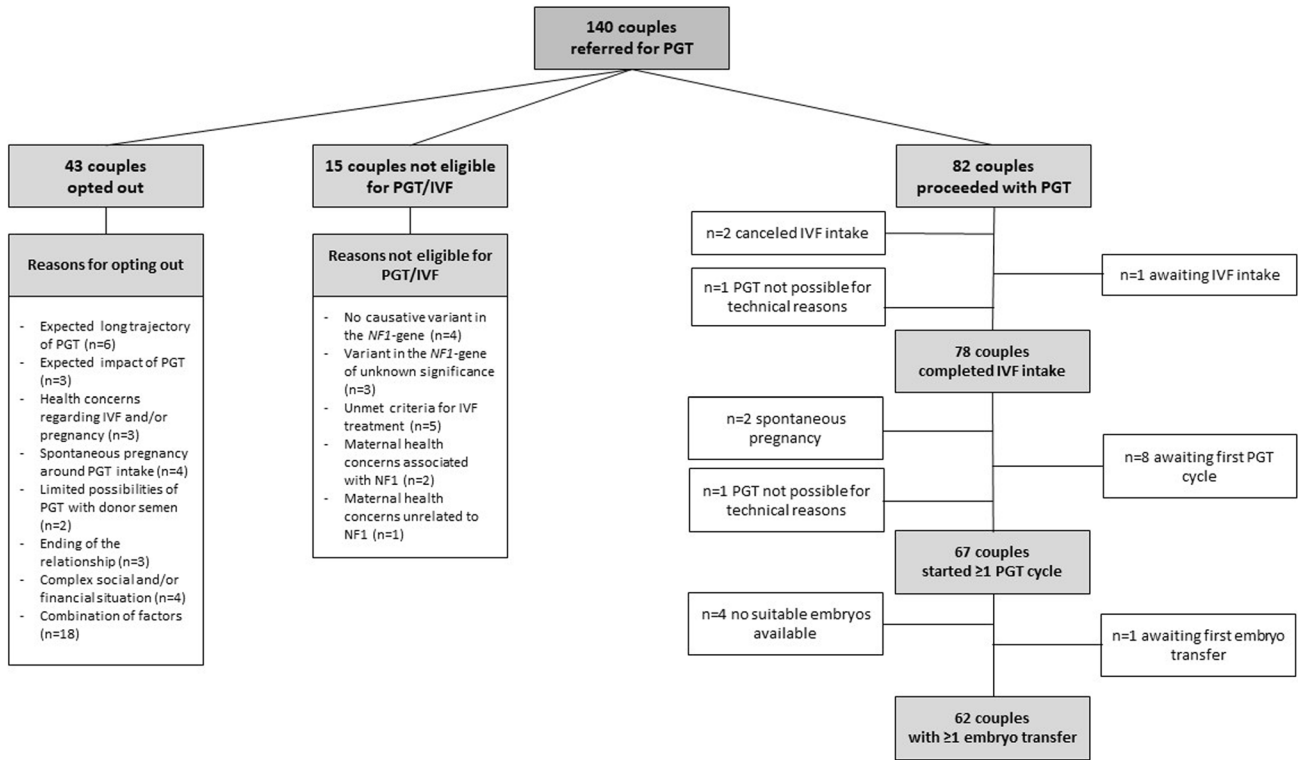 140 couples
referred for PGT
43 couples
opted out
Reasons for opting out
- Expected long trajectory
of PGT (n=6)
- Expected impact of PGT
(n=3)
- Health concerns
regarding IVF and/or
pregnancy (n=3)
- Spontaneous pregnancy
around PGT intake (n=4)
- Limited possibilities of
PGT with donor semen
(n=2)
- Ending of the
relationship (n=3)
- Complex social and/or
financial situation (n=4)
- Combination of factors
(n=18)
15 couples not eligible
for PGT/IVF
Reasons not eligible for
PGT/IVF
- No causative variant in
the NF1-gene (n=4)
- Variant in the NF1-gene
of unknown significance
(n=3)
- Unmet criteria for IVF
treatment (n=5)
- Maternal health
concerns associated
with NF1 (n=2)
- Maternal health
concerns unrelated to
NF1 (n=1)
82 couples
proceeded with PGT
n=2 canceled IVF intake
n=1 awaiting IVF intake
n=1 PGT not possible for
technical reasons
78 couples
completed IVF intake
n=2 spontaneous
pregnancy
n=8 awaiting first PGT
cycle
n=1 PGT not possible for
technical reasons
67 couples
started ≥1 PGT cycle
n=4 no suitable embryos
available
n=1 awaiting first embryo
transfer
62 couples
with ≥1 embryo transfer